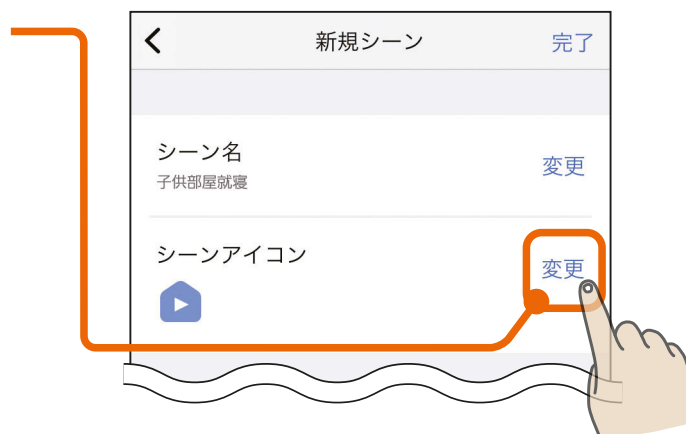 新規シーン
完了
シーン名
変更
子供部屋就寝
シーンアイコン
変更